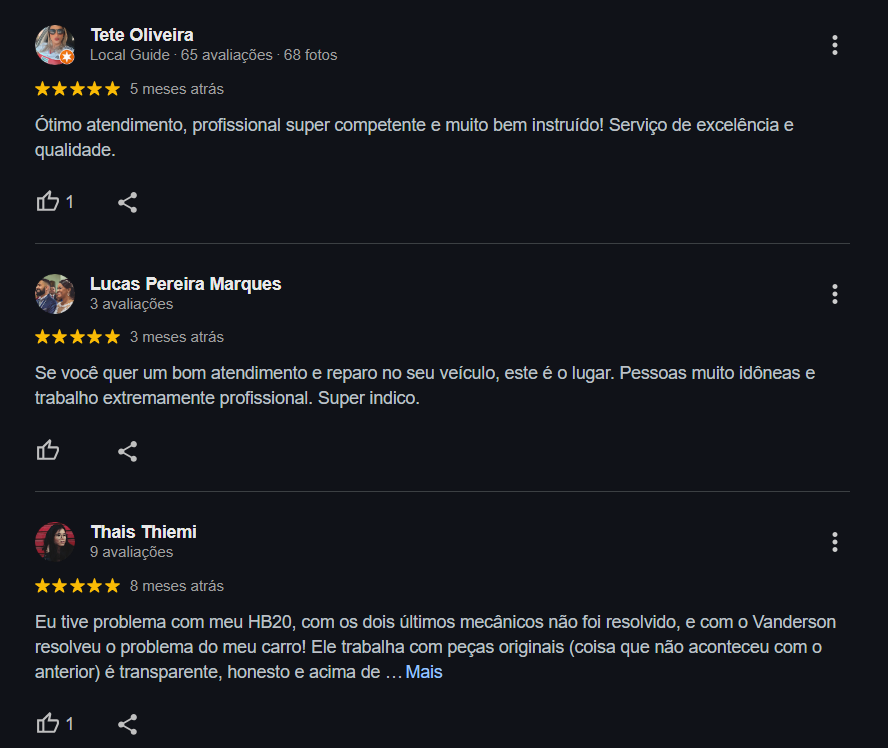 Tete Oliveira
Local Guide · 65 avaliações · 68 fotos
5 meses atrás
Ótimo atendimento, profissional super competente e muito bem instruído! Serviço de excelência e
qualidade.
1
Lucas Pereira Marques
3 avaliações
3 meses atrás
Se você quer um bom atendimento e reparo no seu veículo, este é o lugar. Pessoas muito idôneas e
trabalho extremamente profissional. Super indico.
Thais Thiemi
9 avaliações
8 meses atrás
Eu tive problema com meu HB20, com os dois últimos mecânicos não foi resolvido, e com o Vanderson
resolveu o problema do meu carro! Ele trabalha com peças originais (coisa que não aconteceu com o
anterior) é transparente, honesto e acima de … Mais
1